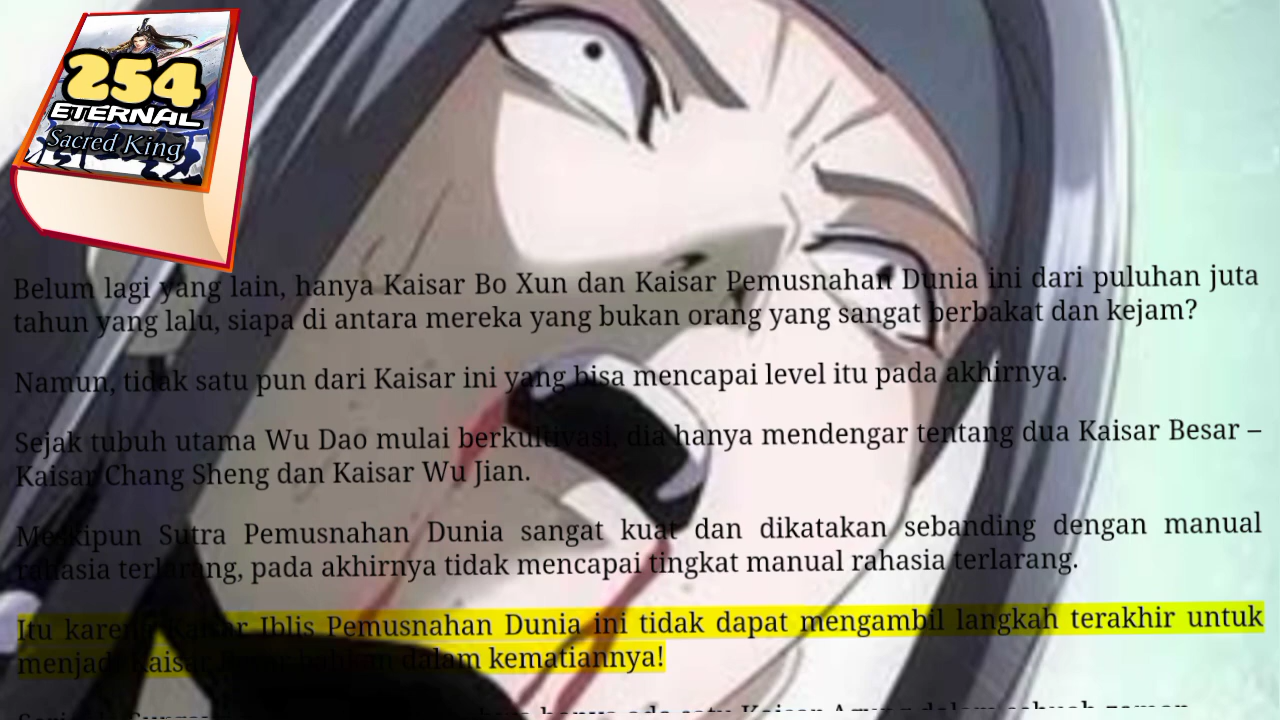 254
ETERNAL
Sacred King
Belum lagi yang lain, hanya Kaisar Bo Xun dan Kaisar Pemusnahan Dunia ini dari puluhan juta
tahun yang lalu, siapa di antara mereka yang bukan orang yang sangat berbakat dan kejam?
Namun, tidak satu pun dari Kaisar ini yang bisa mencapai level itu pada akhirnya.
Sejak tubuh utama Wu Dao mulai berkultivasi, dia hanya mendengar tentang dua Kaisar Besar –
Kaisar Chang Sheng dan Kaisar Wu Jian.
Meskipun Sutra Pemusnahan Dunia sangat kuat dan dikatakan sebanding dengan manual
rahasia terlarang, pada akhirnya tidak mencapai tingkat manual rahasia terlarang.
Itu karena Kaisar Iblis Pemusnahan Dunia ini tidak dapat mengambil langkah terakhir untuk
menjadi Kaisar dalam kematiannya!